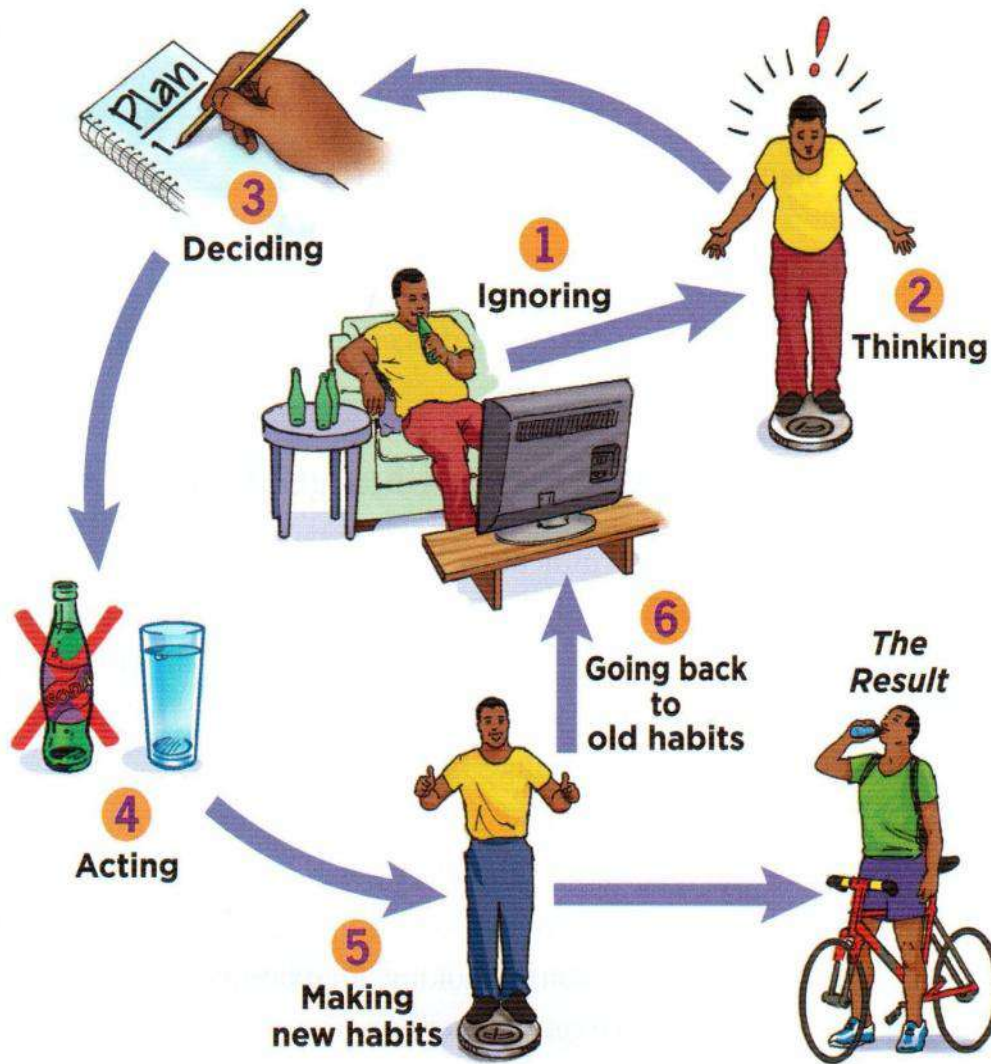 Plan
1
3
Deciding
1
Ignoring
2
Thinking
4
Acting
5
Making
new habits
6
Going back
to
old habits
The
Result